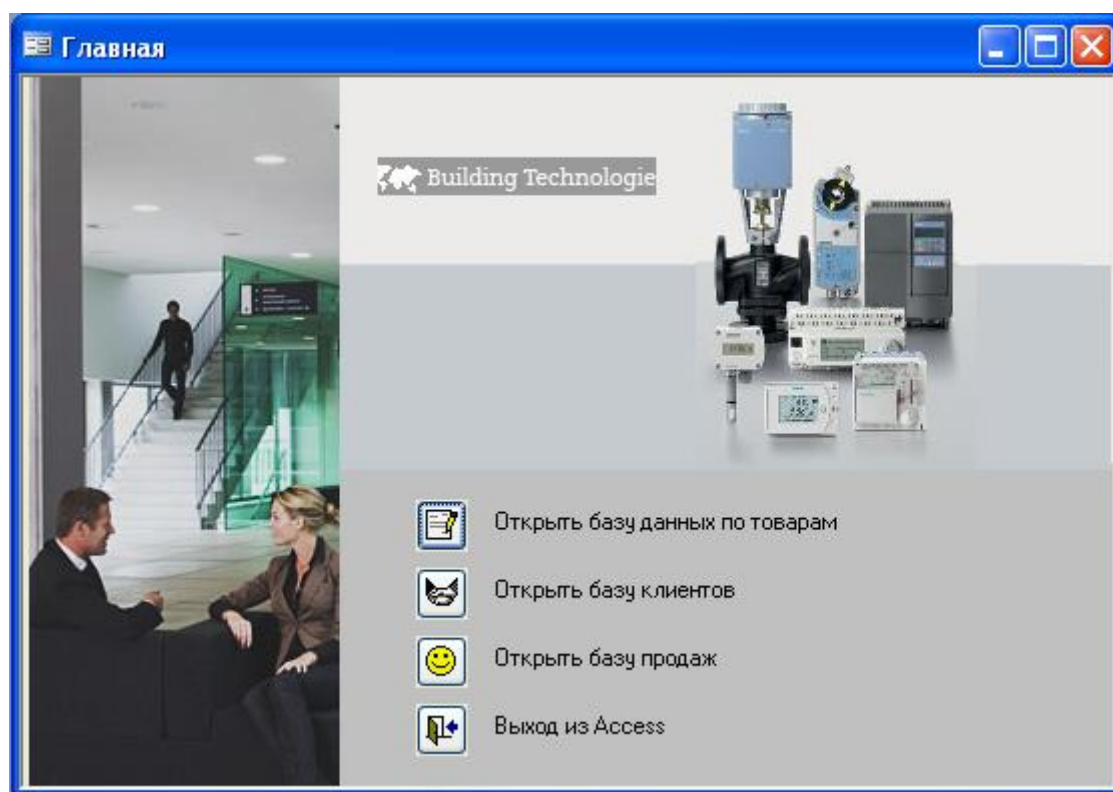 Главная
Building Technologie
Открыть базу данных по товарам
Открыть базу клиентов
Открыть базу продаж
Выход из Access